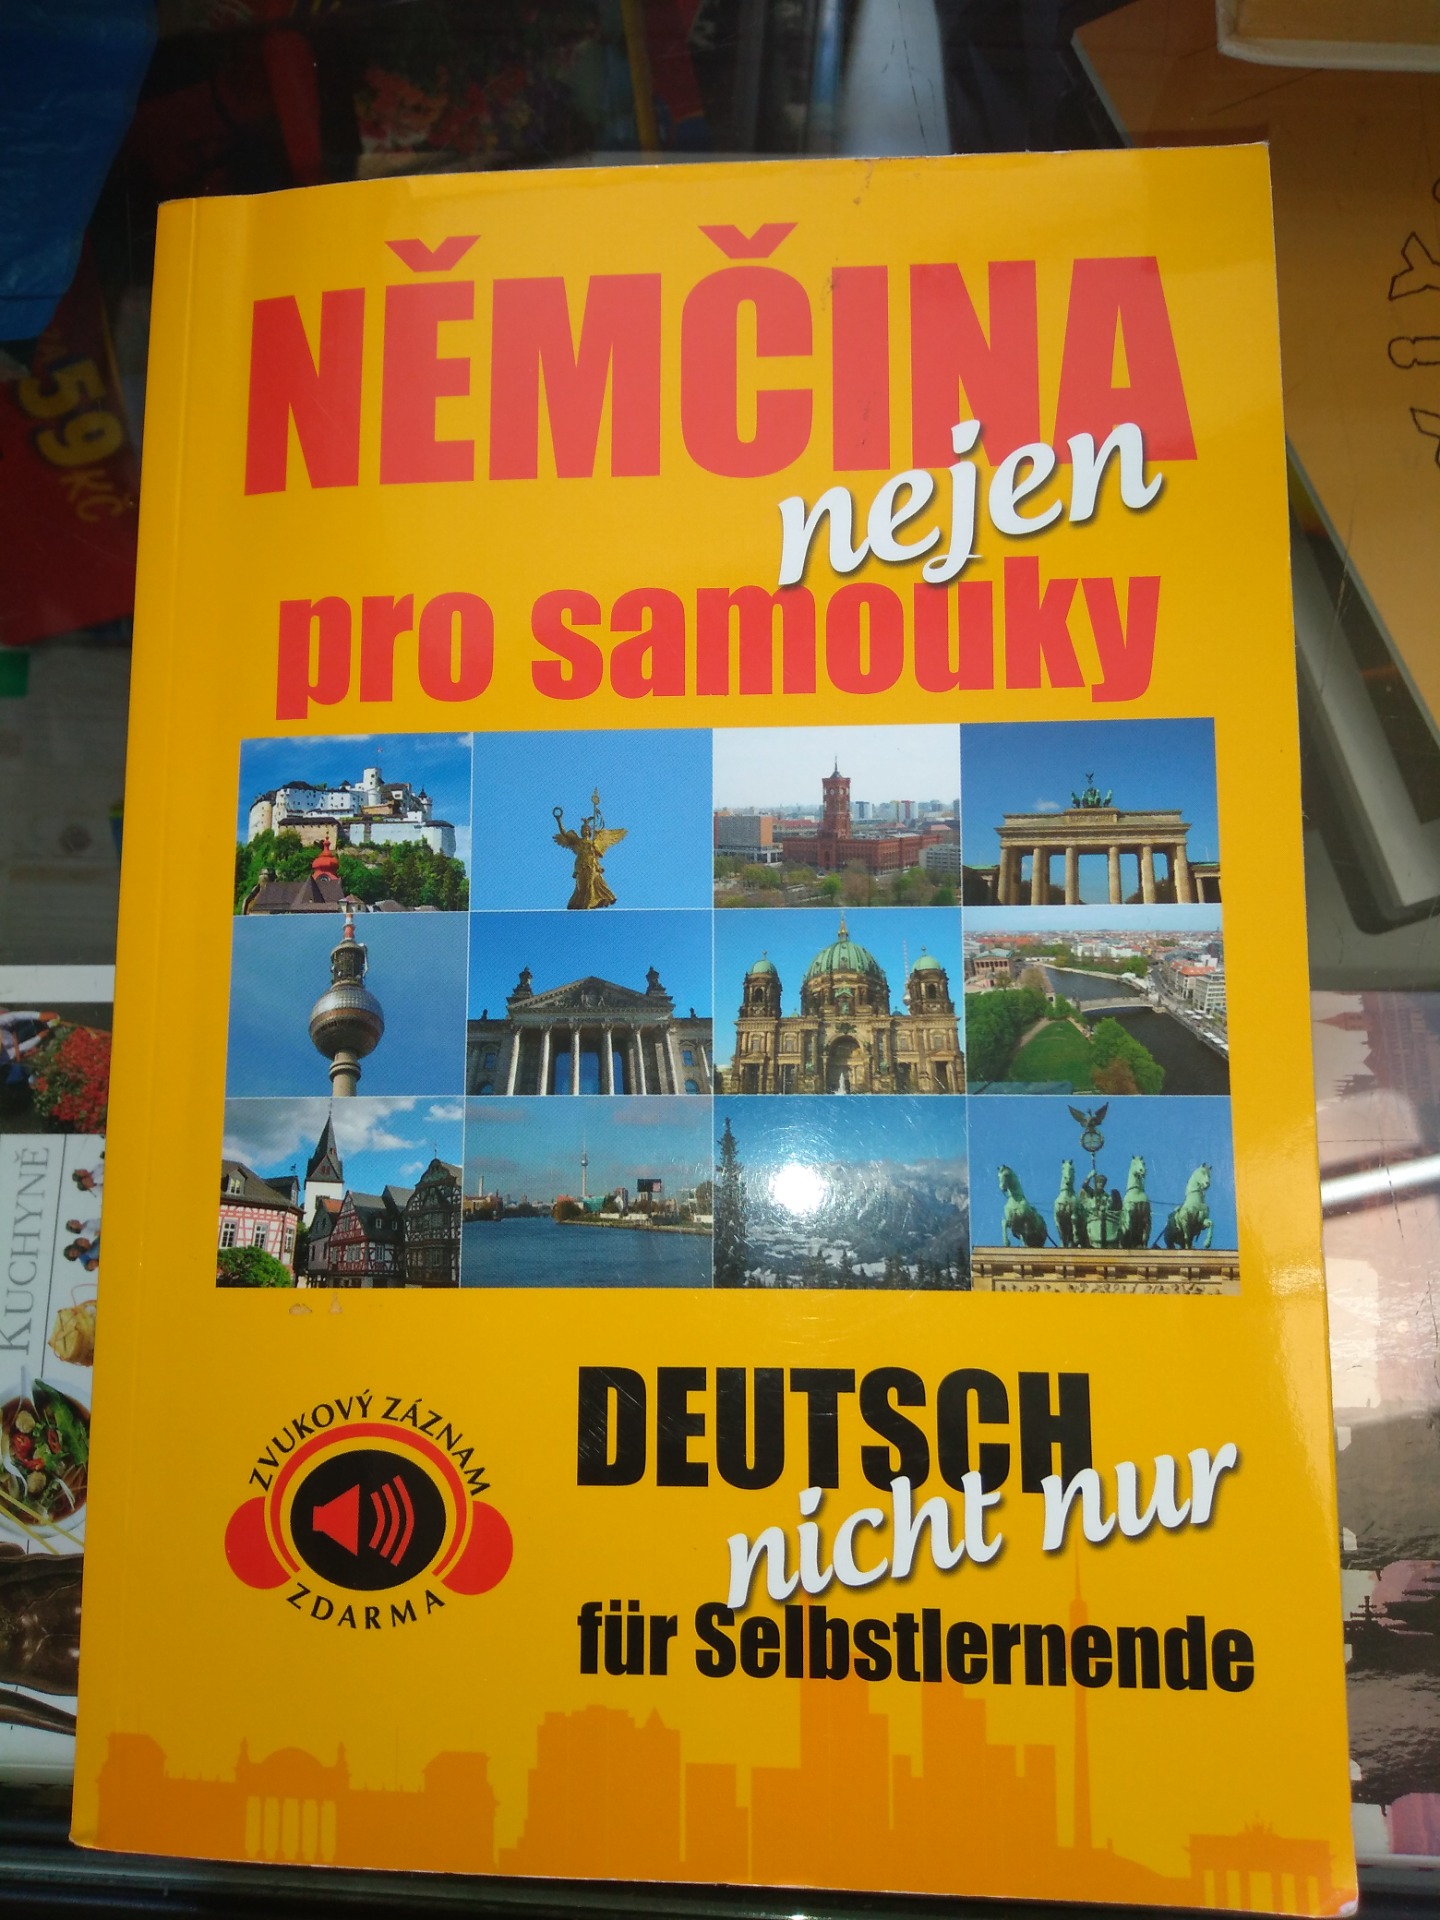 NĚMČINA
nejen
pro samouky
ZVUKOVÝ ZÁZNAM
ZDARMA
DEUTSCH
nicht nur
für Selbstlernende
59 KČ
KUCHYNĚ